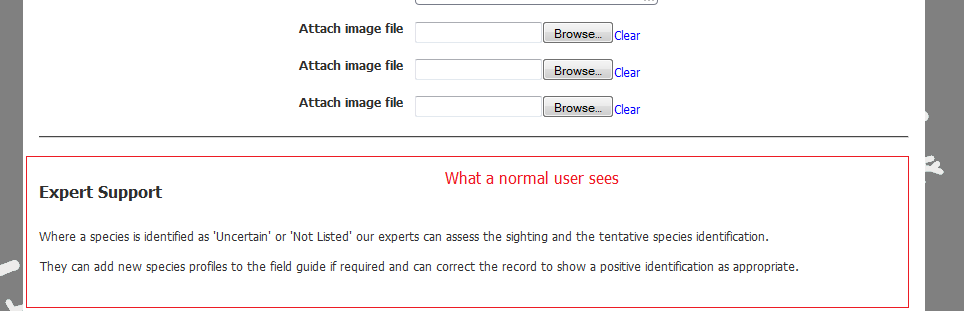 Attach image file Browse... Clear
Attach image file Browse... Clear
Attach image file Browse... Clear
What a normal user sees
Expert Support
Where a species is identified as 'Uncertain' or 'Not Listed' our experts can assess the sighting and the tentative species identification.
They can add new species profiles to the field guide if required and can correct the record to show a positive identification as appropriate.